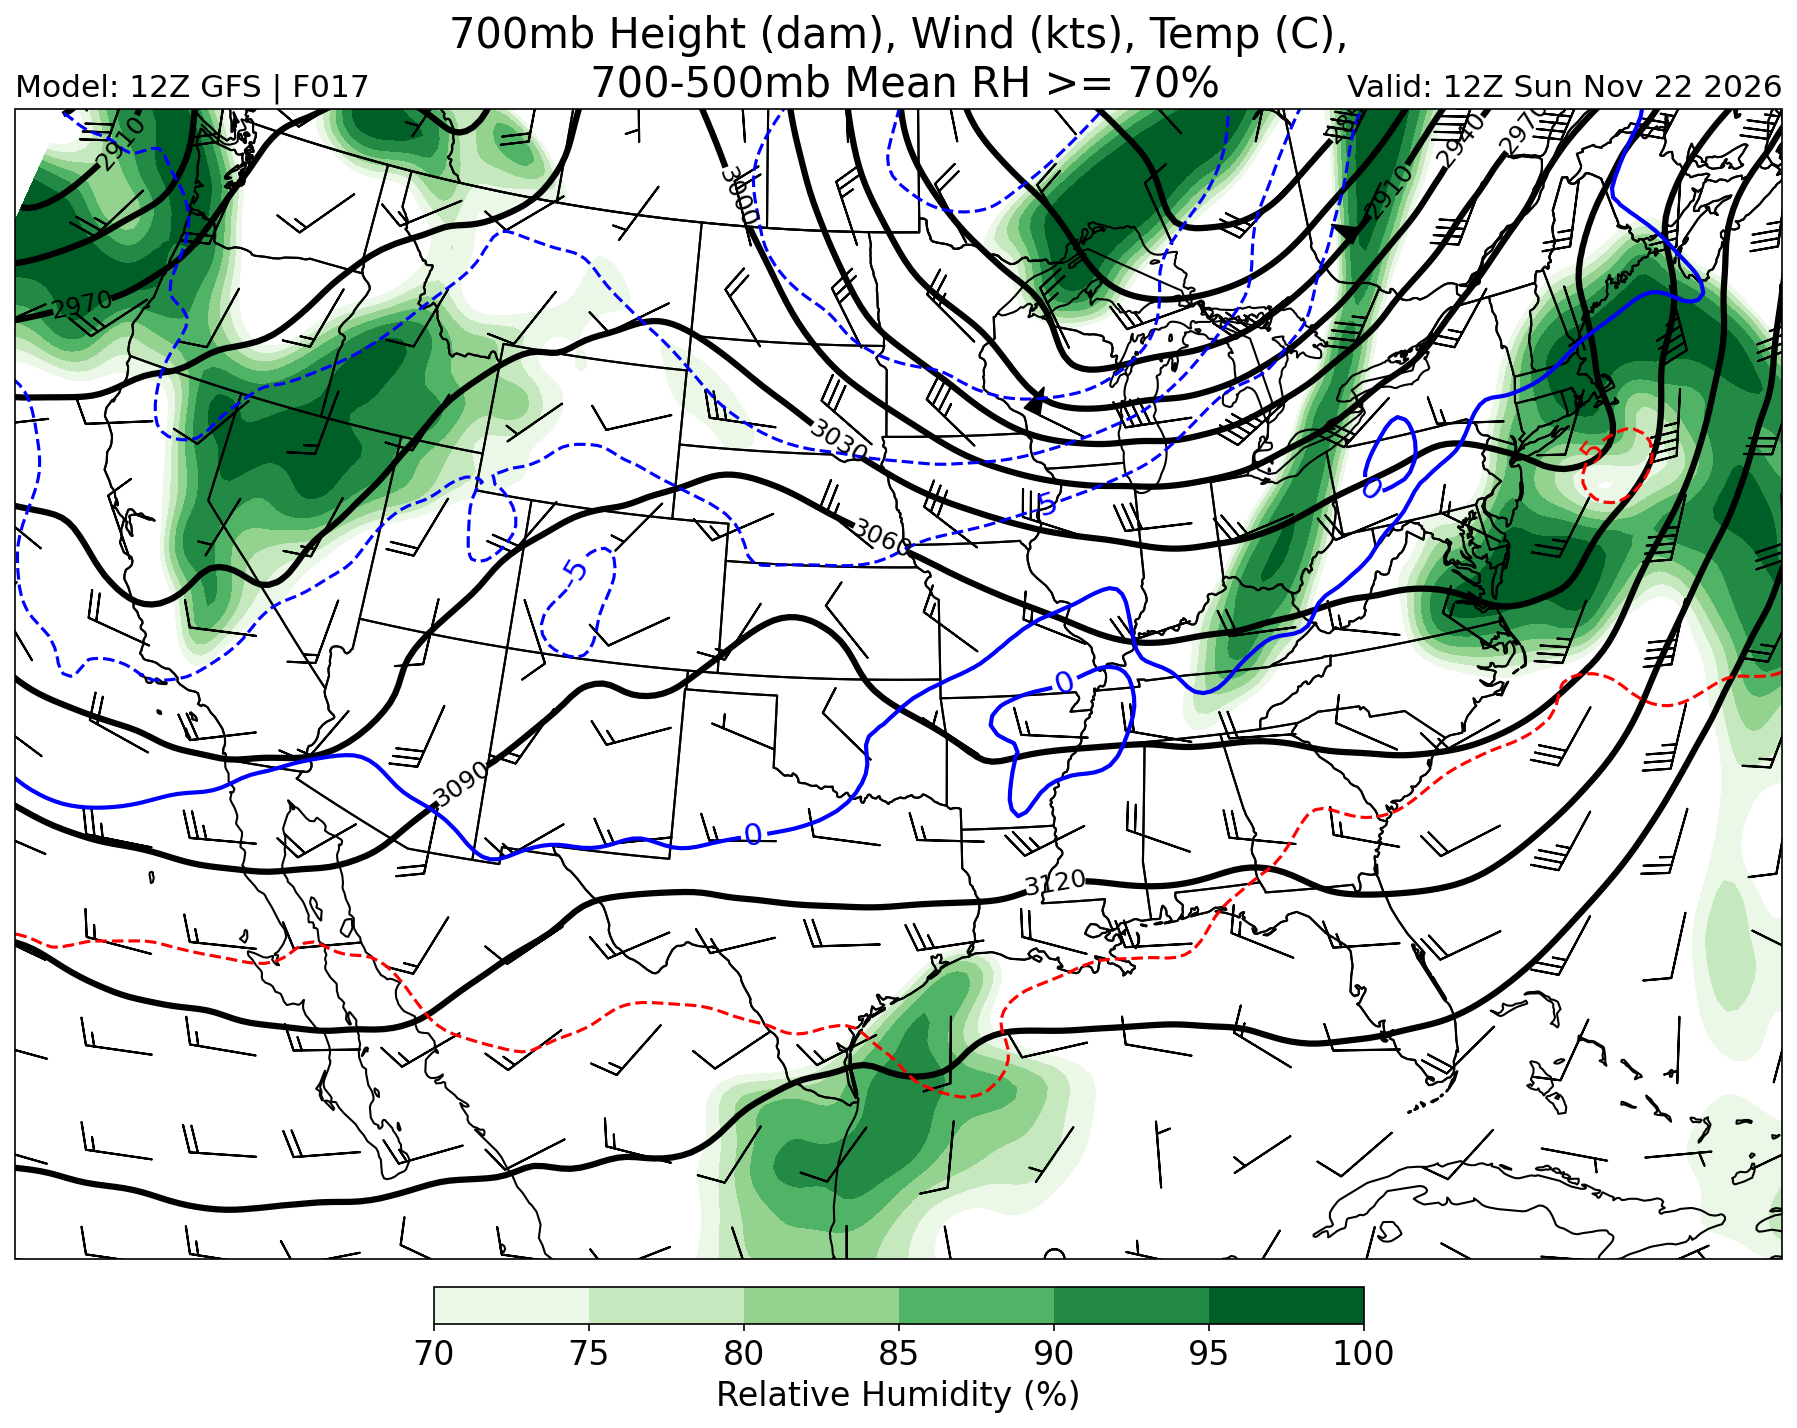 700mb Height (dam), Wind (kts), Temp (C),
700-500mb Mean RH >= 70%
Model: 12Z GFS | F017
Valid: 12Z Sun Nov 22 2026
2910
2940
2970
2910
3000
2970
3030
5
-5
0
3060
-5
0
3090
0
3120
70 75 80 85 90 95 100
Relative Humidity (%)